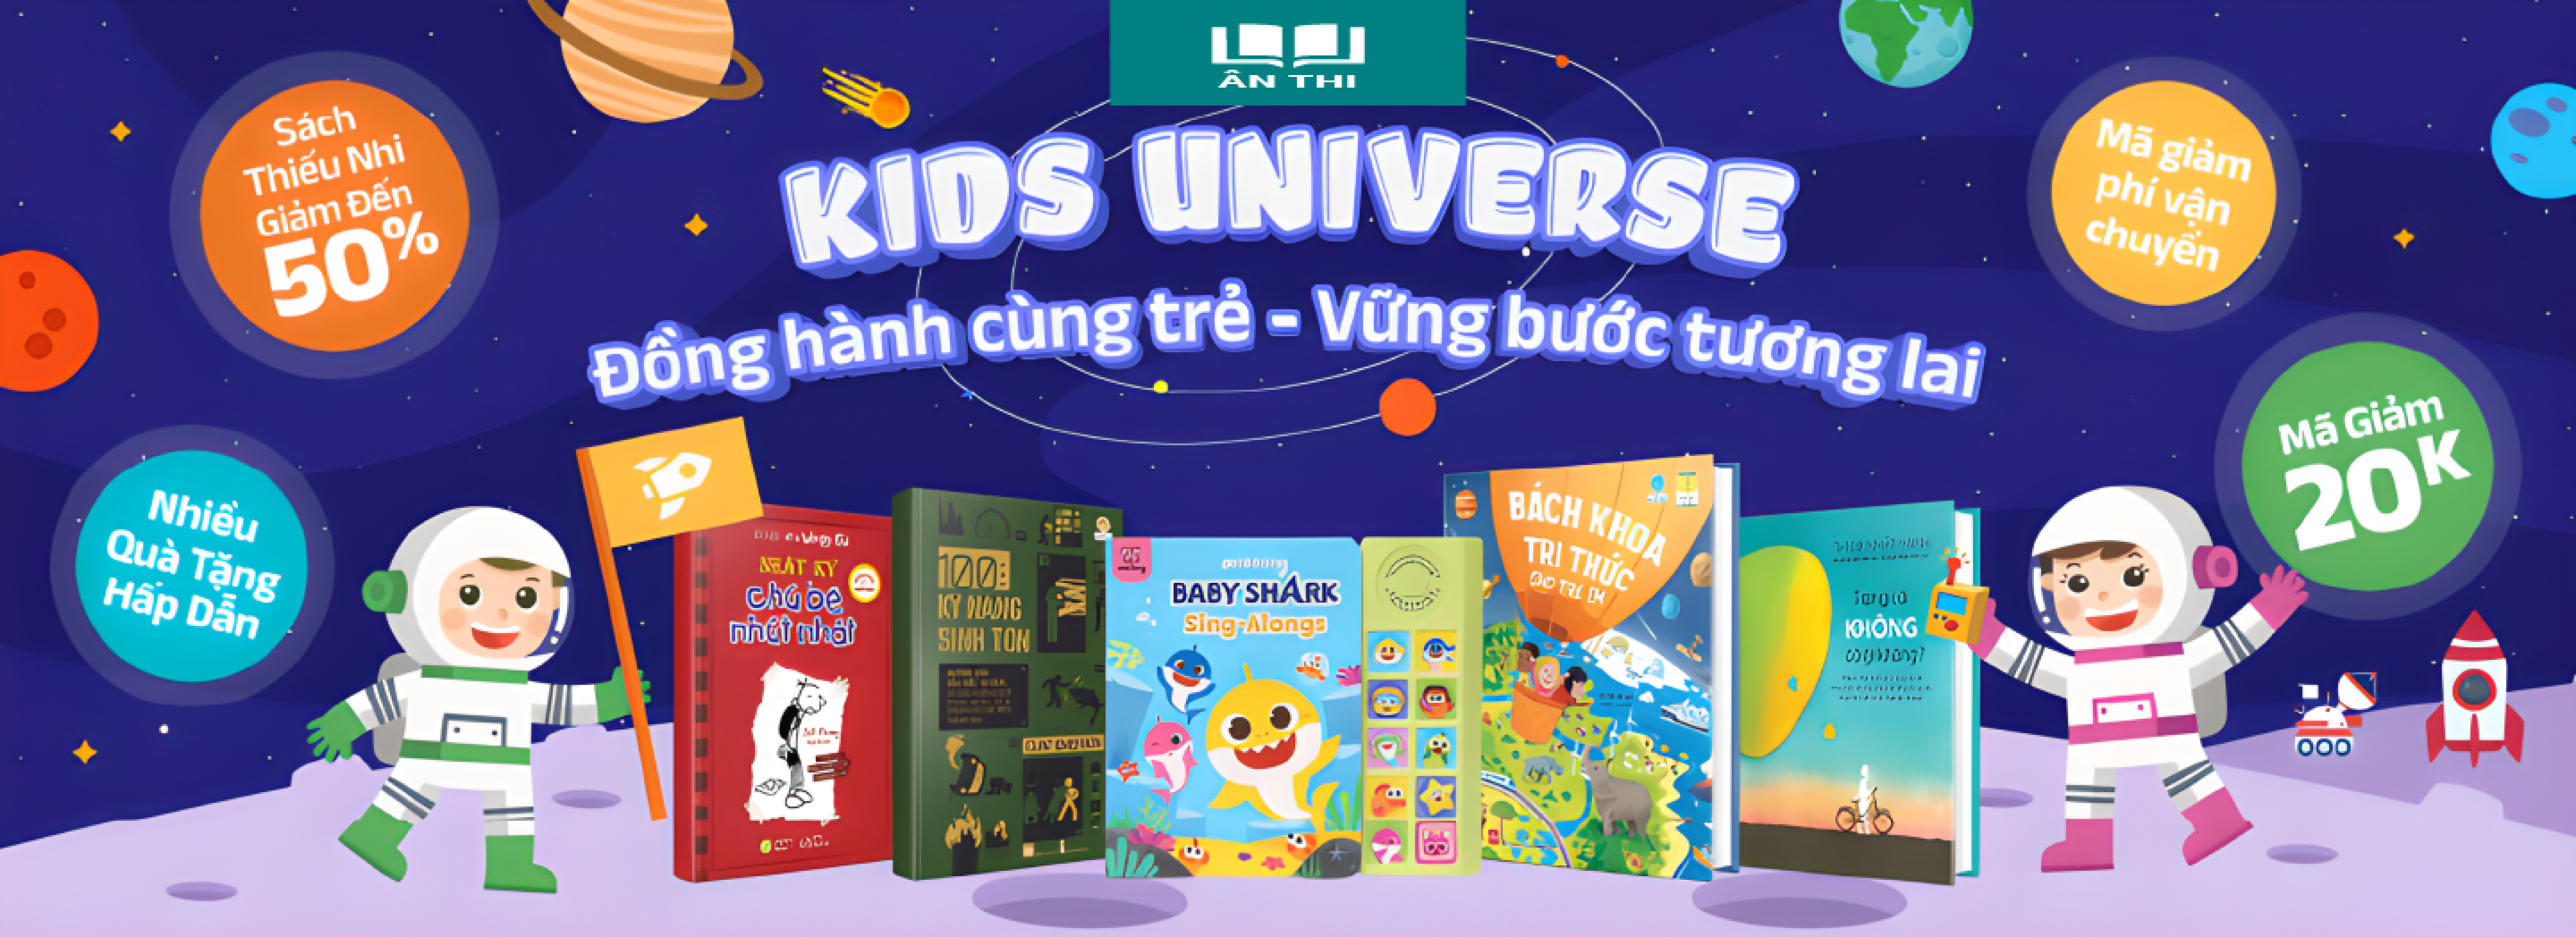 ÂN THI
KIDS UNIVERSE
Đồng hành cùng trẻ - Vững bước tương lai
Sách
Thiếu Nhi
Giảm Đến
50%
Nhiều
Quà Tặng
Hấp Dẫn
Mã giảm
phí vận
chuyển
Mã Giảm
20K
NHẬT KÝ
chú bé
nhút nhát
100
KỸ NĂNG
SINH TỒN
BABY SHARK
Sing-Alongs
BÁCH KHOA
TRI THỨC
KHÔNG